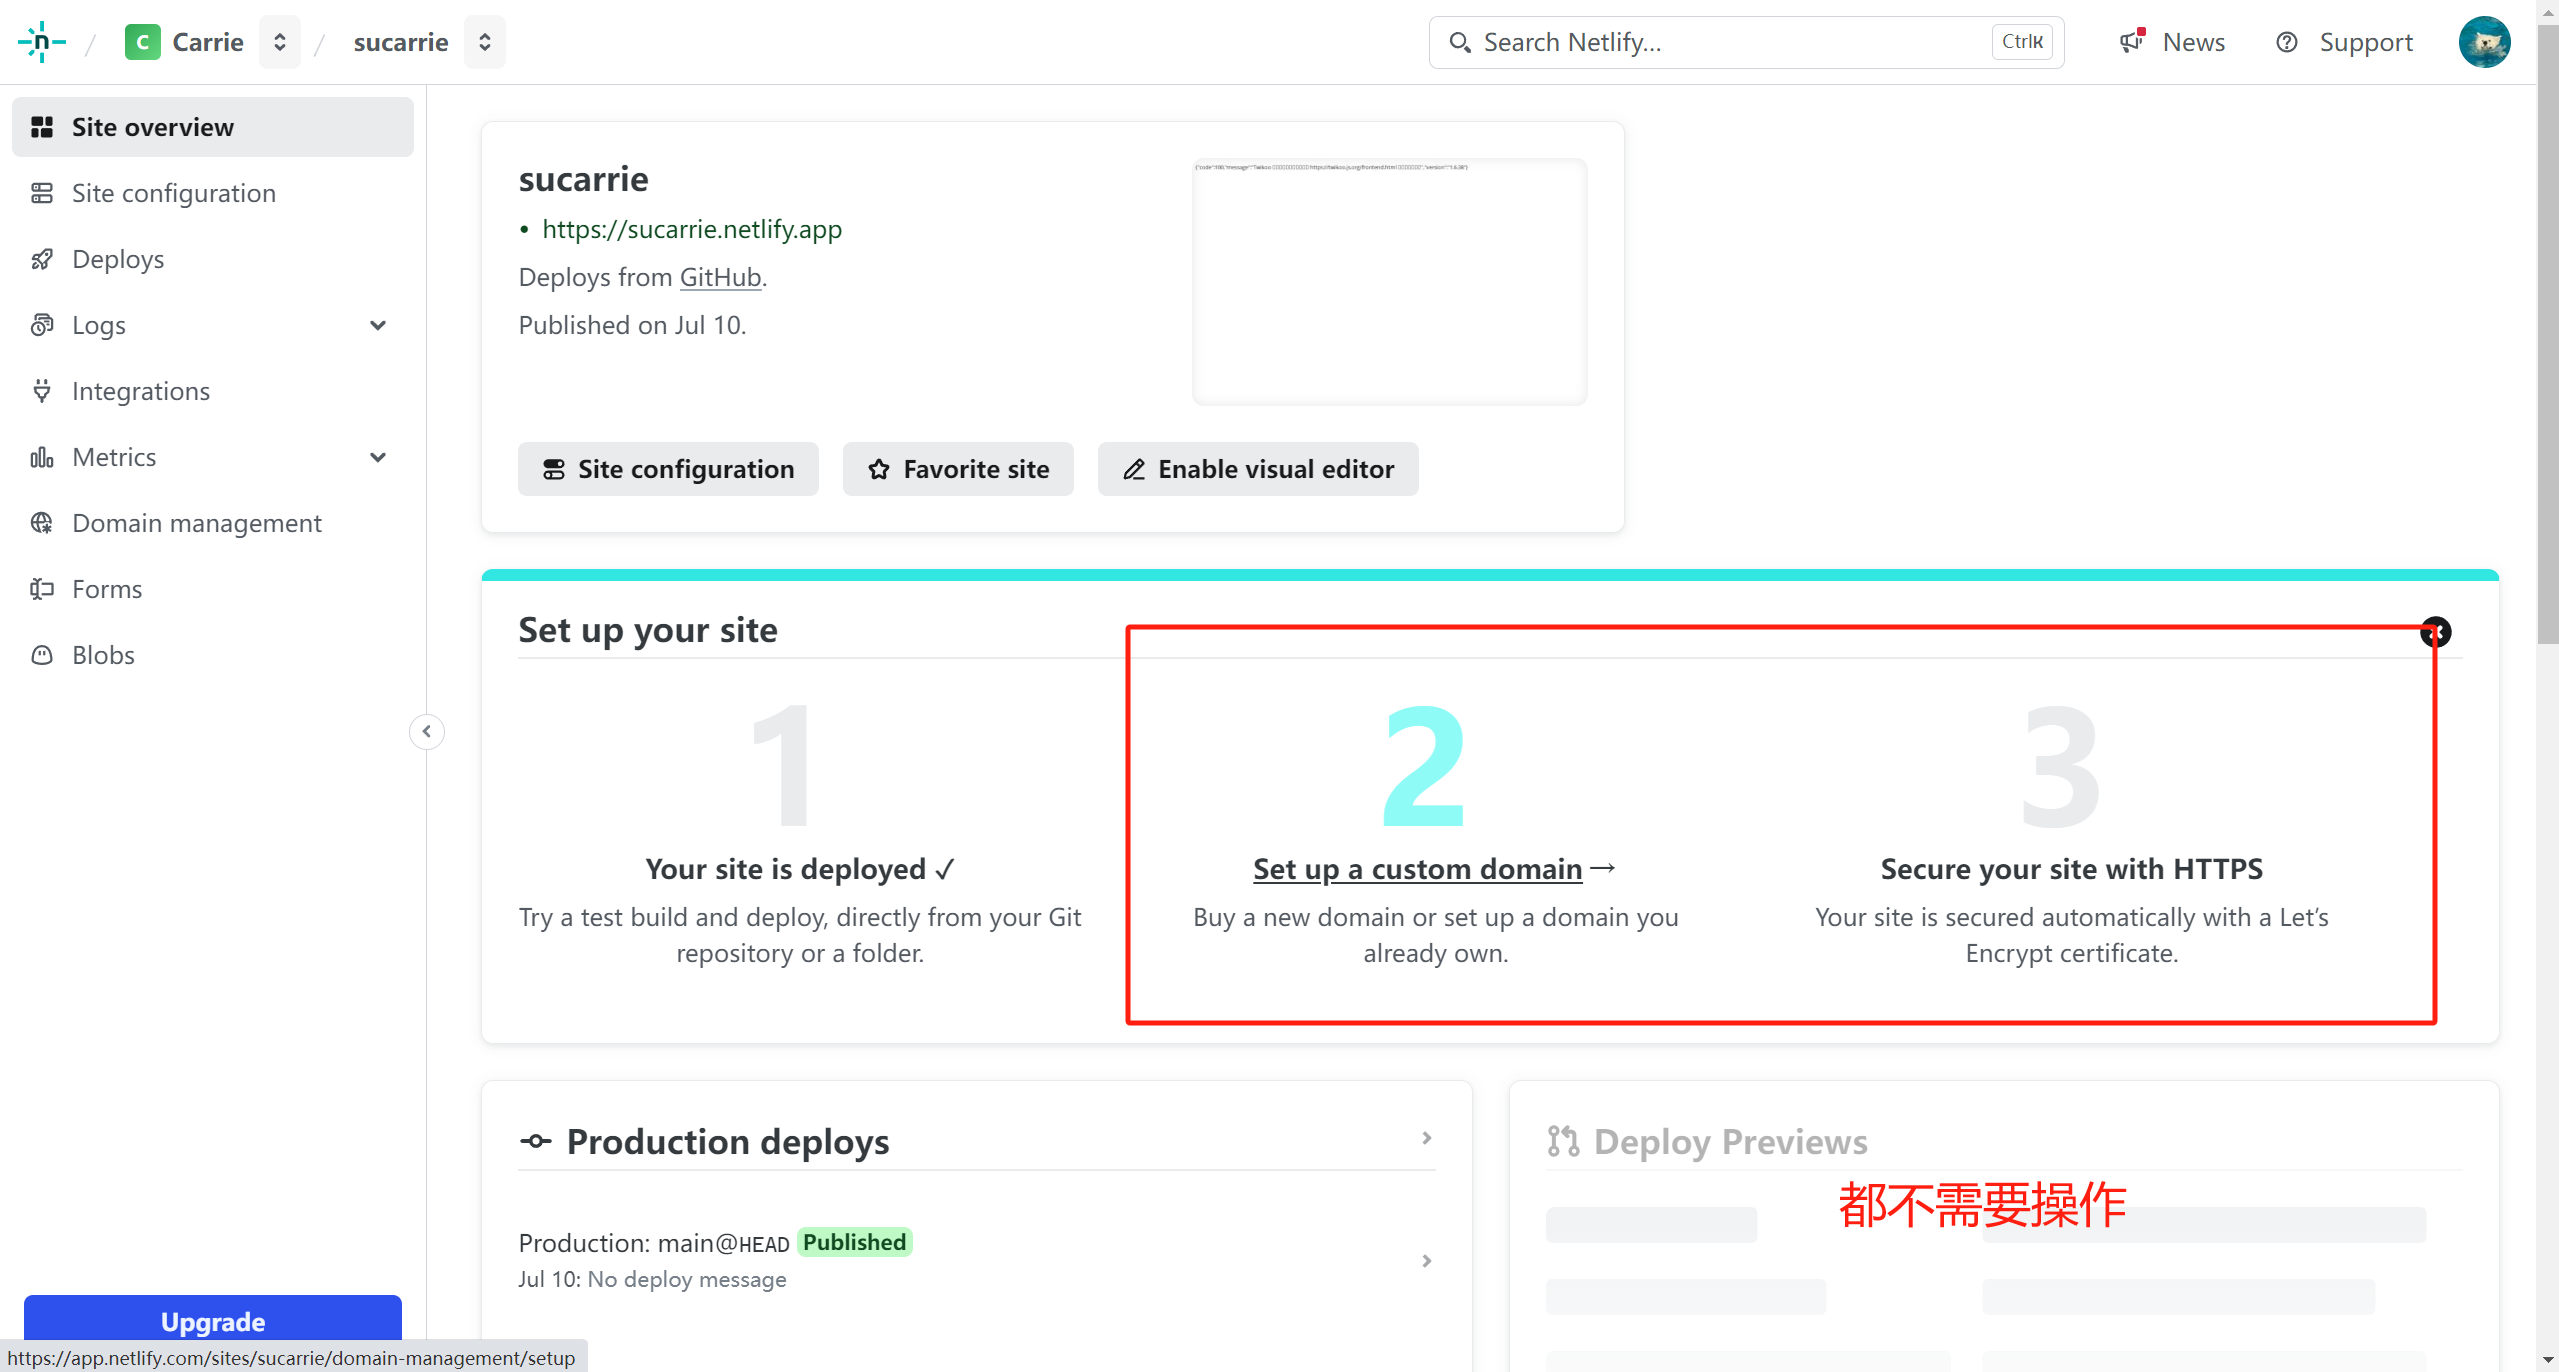 C Carrie sucarrie
Search Netlify...
CtrlK
News
Support
Site overview
Site configuration
Deploys
Logs
Integrations
Metrics
Domain management
Forms
Blobs
Upgrade
sucarrie
• https://sucarrie.netlify.app
Deploys from GitHub.
Published on Jul 10.
Site configuration
Favorite site
Enable visual editor
Set up your site
1
Your site is deployed ✓
Try a test build and deploy, directly from your Git
repository or a folder.
2
Set up a custom domain →
Buy a new domain or set up a domain you
already own.
3
Secure your site with HTTPS
Your site is secured automatically with a Let’s
Encrypt certificate.
Production deploys
Production: main@HEAD Published
Jul 10: No deploy message
Deploy Previews
都不需要操作
https://app.netlify.com/sites/sucarrie/domain-management/setup